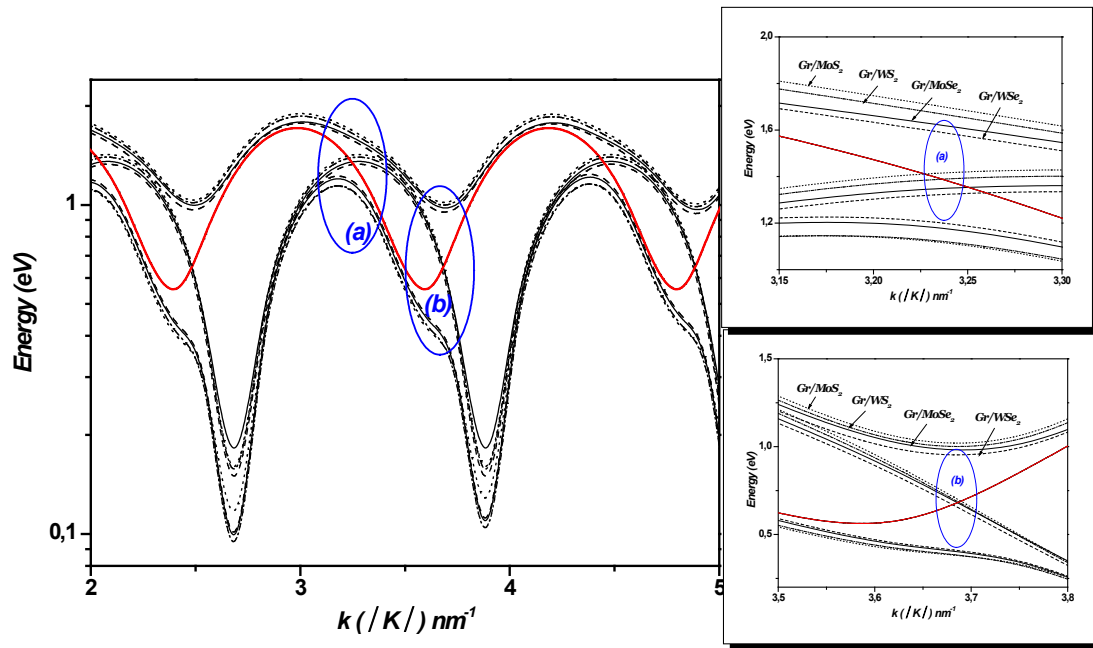 Energy (eV)
1
0,1
2
3
4
5
k (/K/) nm-1
(a)
(b)
2,0
1,6
1,2
Energy (eV)
Gr/MoS2
Gr/WS2
Gr/MoSe2
Gr/WSe2
(a)
3,15
3,20
3,25
3,30
k (/K/) nm-1
1,5
1,0
0,5
Energy (eV)
Gr/MoS2
Gr/WS2
Gr/MoSe2
Gr/WSe2
(b)
3,5
3,6
3,7
3,8
k (/K/) nm-1